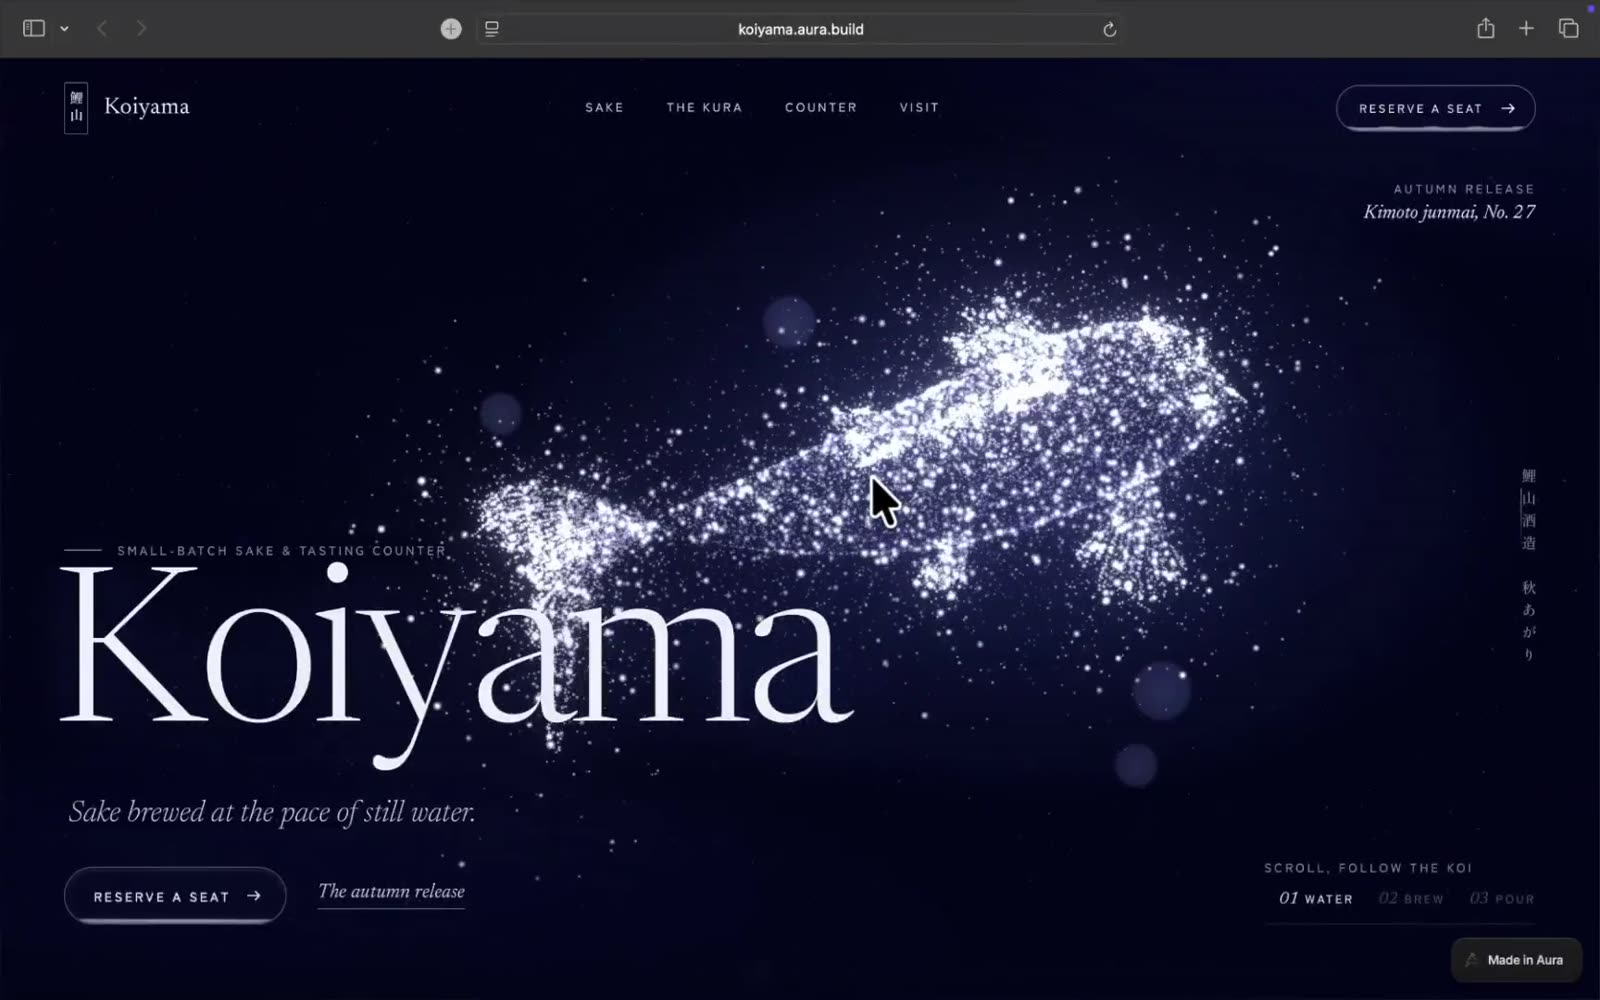 koiyama.aura.build
鯉山
Koiyama
SAKE
THE KURA
COUNTER
VISIT
RESERVE A SEAT →
AUTUMN RELEASE
Kimoto junmai, No. 27
鯉山酒造 秋あがり
SMALL-BATCH SAKE & TASTING COUNTER
Koiyama
Sake brewed at the pace of still water.
RESERVE A SEAT →
The autumn release
SCROLL, FOLLOW THE KOI
01 WATER
02 BREW
03 POUR
Made in Aura